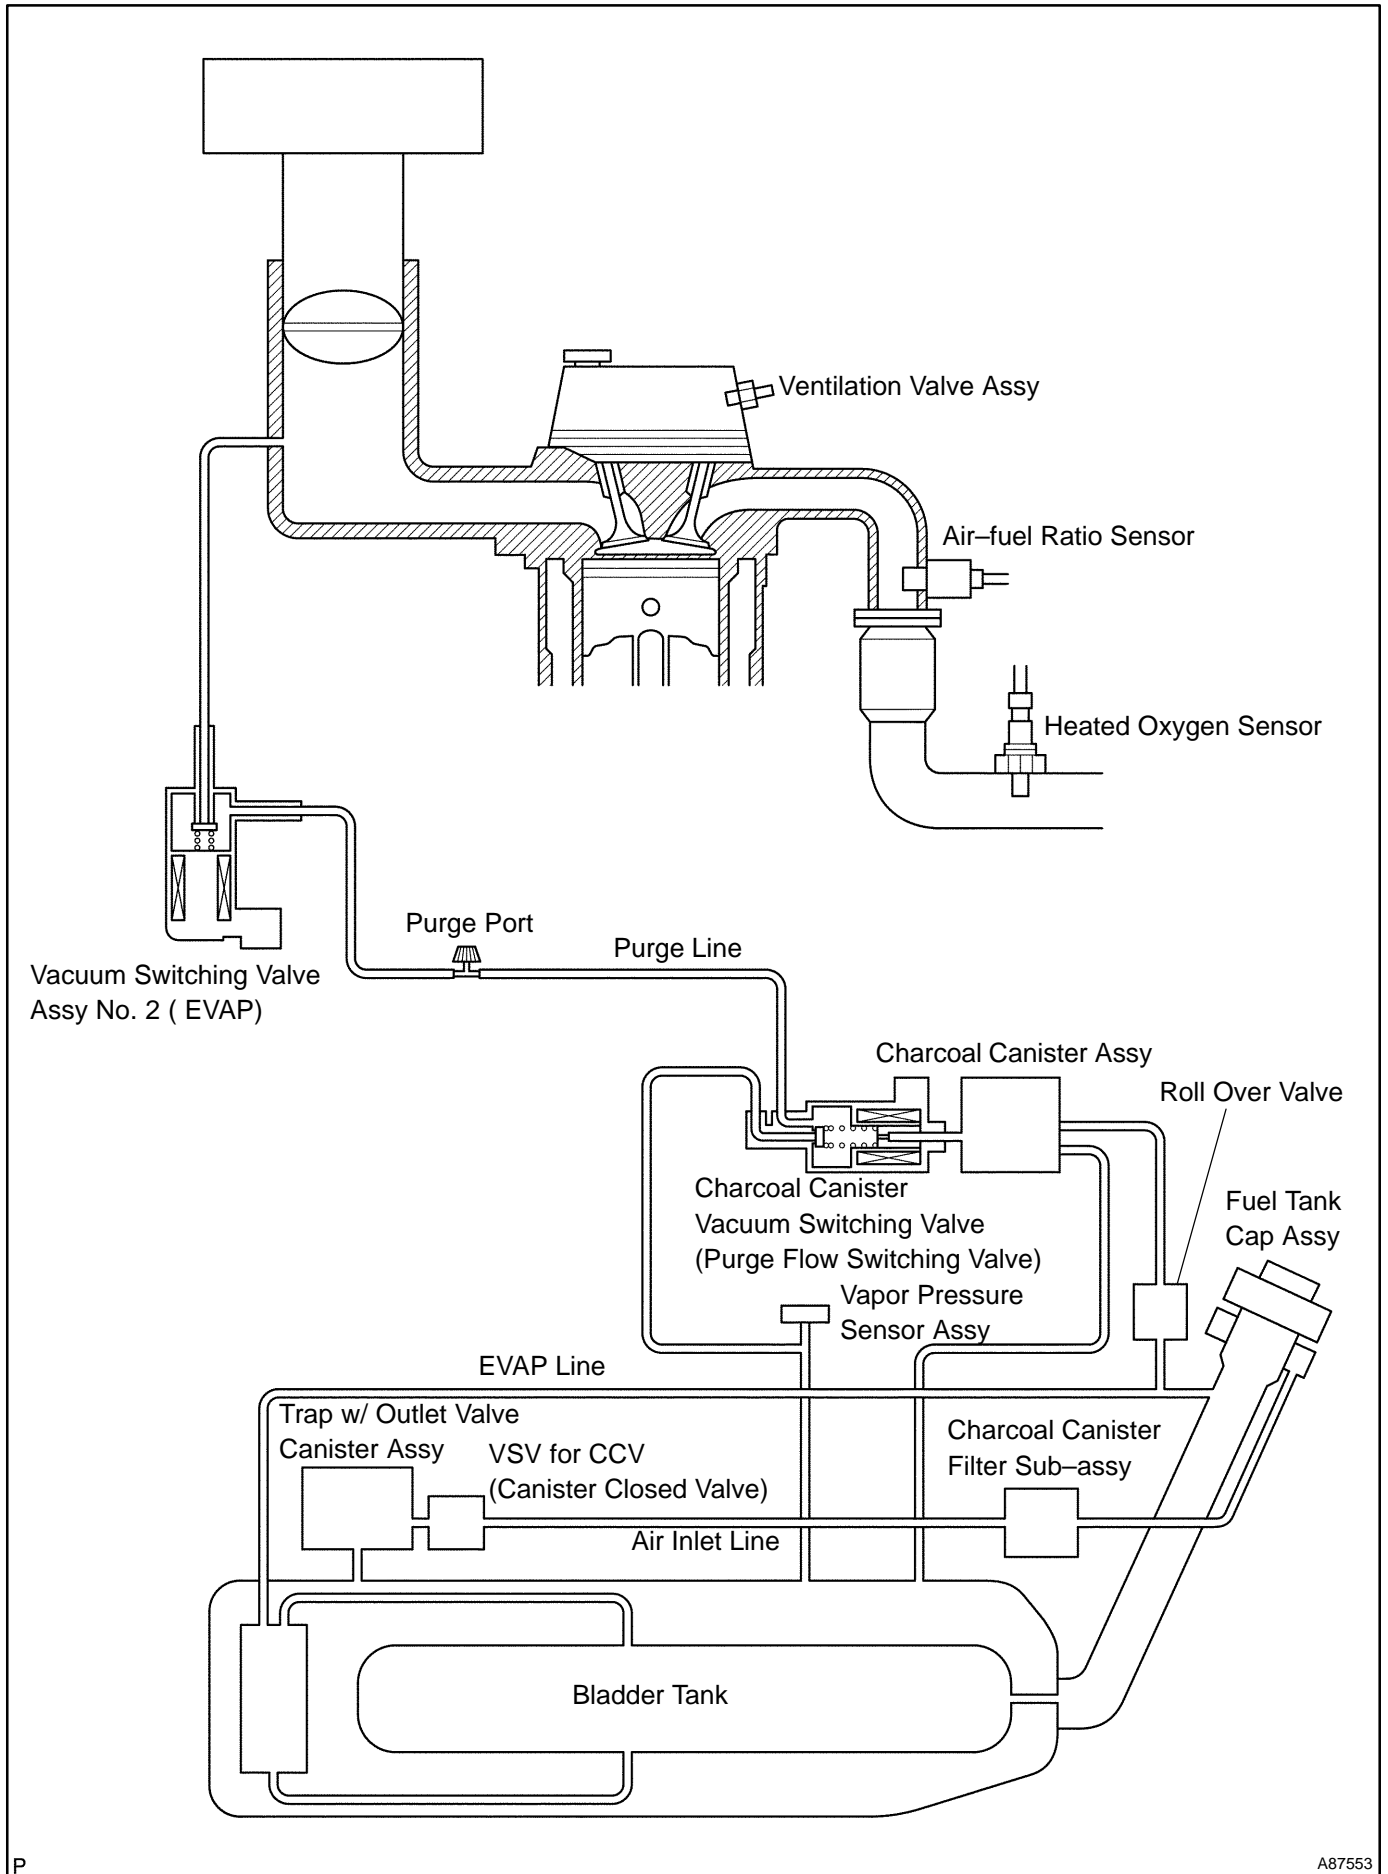 Ventilation Valve Assy
Air–fuel Ratio Sensor
Heated Oxygen Sensor
Purge Port
Purge Line
Vacuum Switching Valve
Assy No. 2 ( EVAP)
Charcoal Canister Assy
Roll Over Valve
Charcoal Canister
Vacuum Switching Valve
(Purge Flow Switching Valve)
Fuel Tank
Cap Assy
Vapor Pressure
Sensor Assy
EVAP Line
Trap w/ Outlet Valve
Canister Assy
VSV for CCV
(Canister Closed Valve)
Charcoal Canister
Filter Sub–assy
Air Inlet Line
Bladder Tank
P
A87553